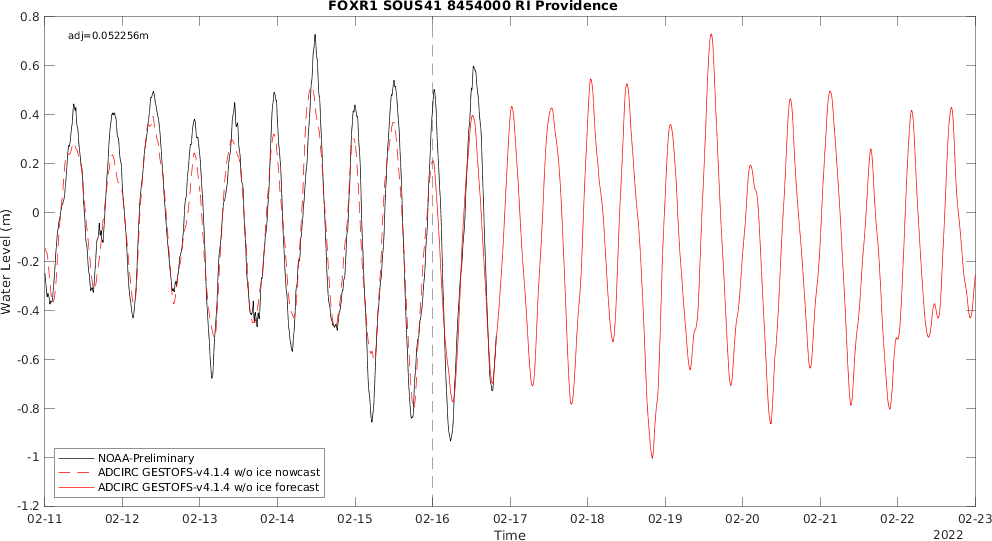 FOXR1 SOUS41 8454000 RI Providence
adj=0.052256m
0.8
0.6
0.4
0.2
0
-0.2
-0.4
-0.6
-0.8
-1
-1.2
Water Level (m)
NOAA-Preliminary
ADCIRC GESTOFS-v4.1.4 w/o ice nowcast
ADCIRC GESTOFS-v4.1.4 w/o ice forecast
02-11 02-12 02-13 02-14 02-15 02-16 02-17 02-18 02-19 02-20 02-21 02-22 02-23
Time
2022